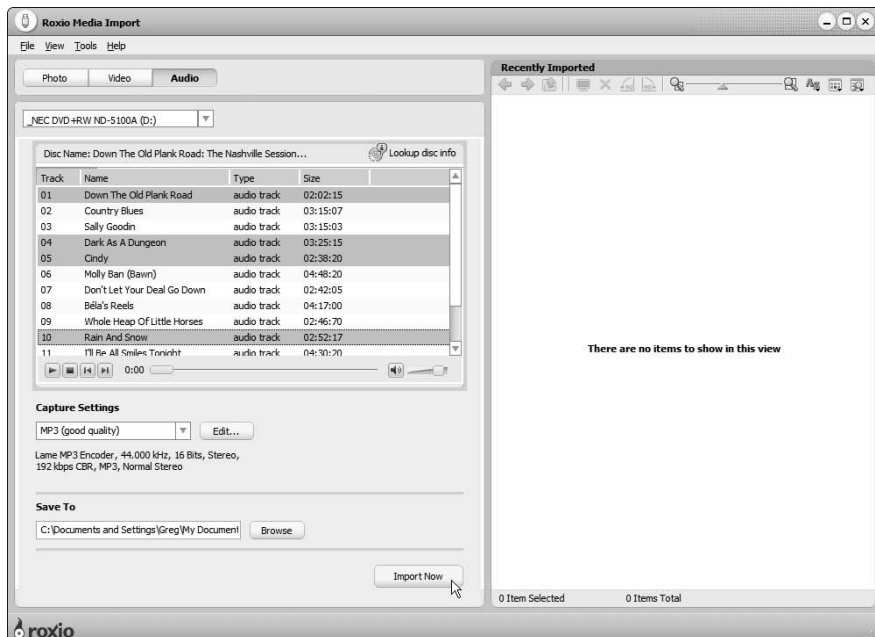 Roxio Media Import
File View Tools Help
Photo Video Audio
_NEC DVD+RW ND-5100A (D:)
Disc Name: Down The Old Plank Road: The Nashville Session... Lookup disc info
Track Name Type Size
01 Down The Old Plank Road audio track 02:02:15
02 Country Blues audio track 03:15:07
03 Sally Goodin audio track 03:15:03
04 Dark As A Dungeon audio track 03:25:15
05 Cindy audio track 02:38:20
06 Molly Ban (Bawn) audio track 04:48:20
07 Don't Let Your Deal Go Down audio track 02:42:05
08 Béla's Reels audio track 04:17:00
09 Whole Heap Of Little Horses audio track 02:46:70
10 Rain And Snow audio track 02:52:17
11 I'll Be All Smiles Tonight audio track 04:30:20
0:00
Capture Settings
MP3 (good quality) Edit...
Lame MP3 Encoder, 44.000 kHz, 16 Bits, Stereo,
192 kbps CBR, MP3, Normal Stereo
Save To
C:\Documents and Settings\Greg\My Document Browse
Import Now
Recently Imported
There are no items to show in this view
0 Item Selected 0 Items Total
roxio